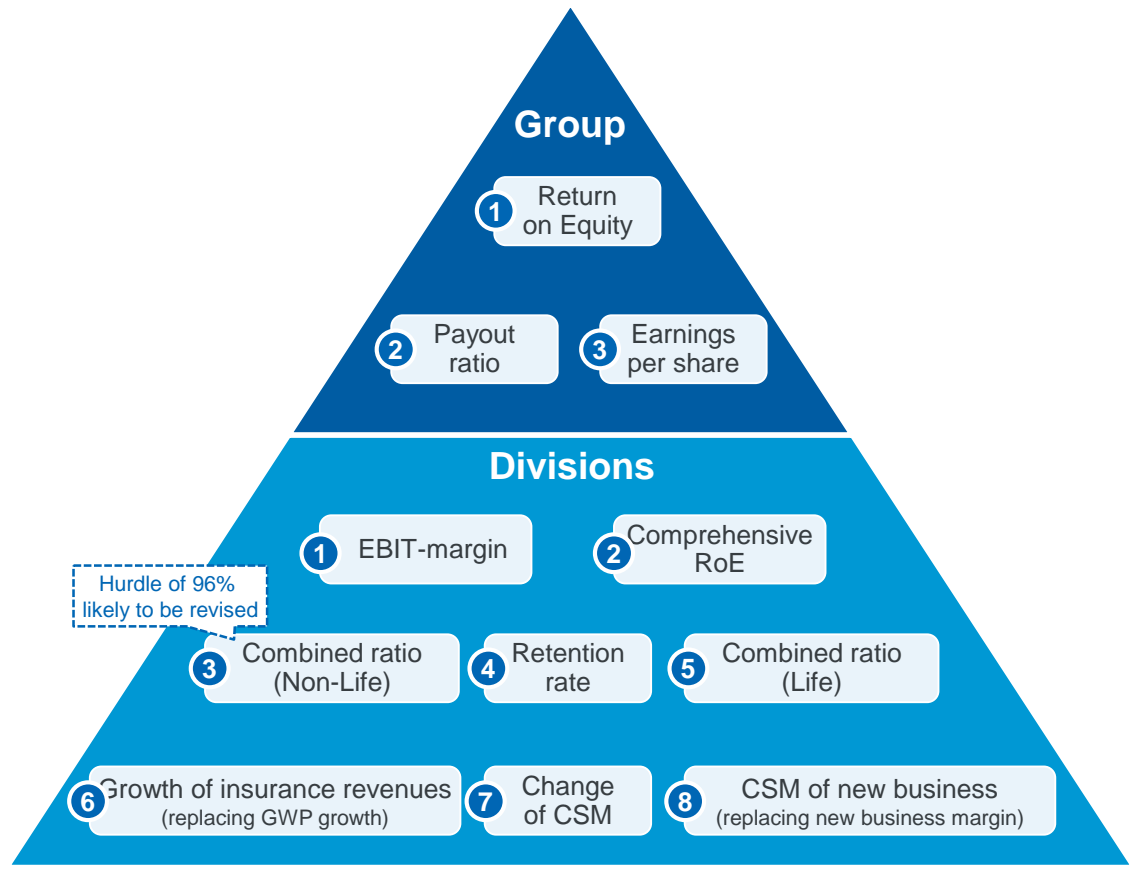 Group
1
Return
on Equity
2
Payout
ratio
3
Earnings
per share
Divisions
1
EBIT-margin
2
Comprehensive
RoE
Hurdle of 96%
likely to be revised
3
Combined ratio
(Non-Life)
4
Retention
rate
5
Combined ratio
(Life)
6
Growth of insurance revenues
(replacing GWP growth)
7
Change
of CSM
8
CSM of new business
(replacing new business margin)